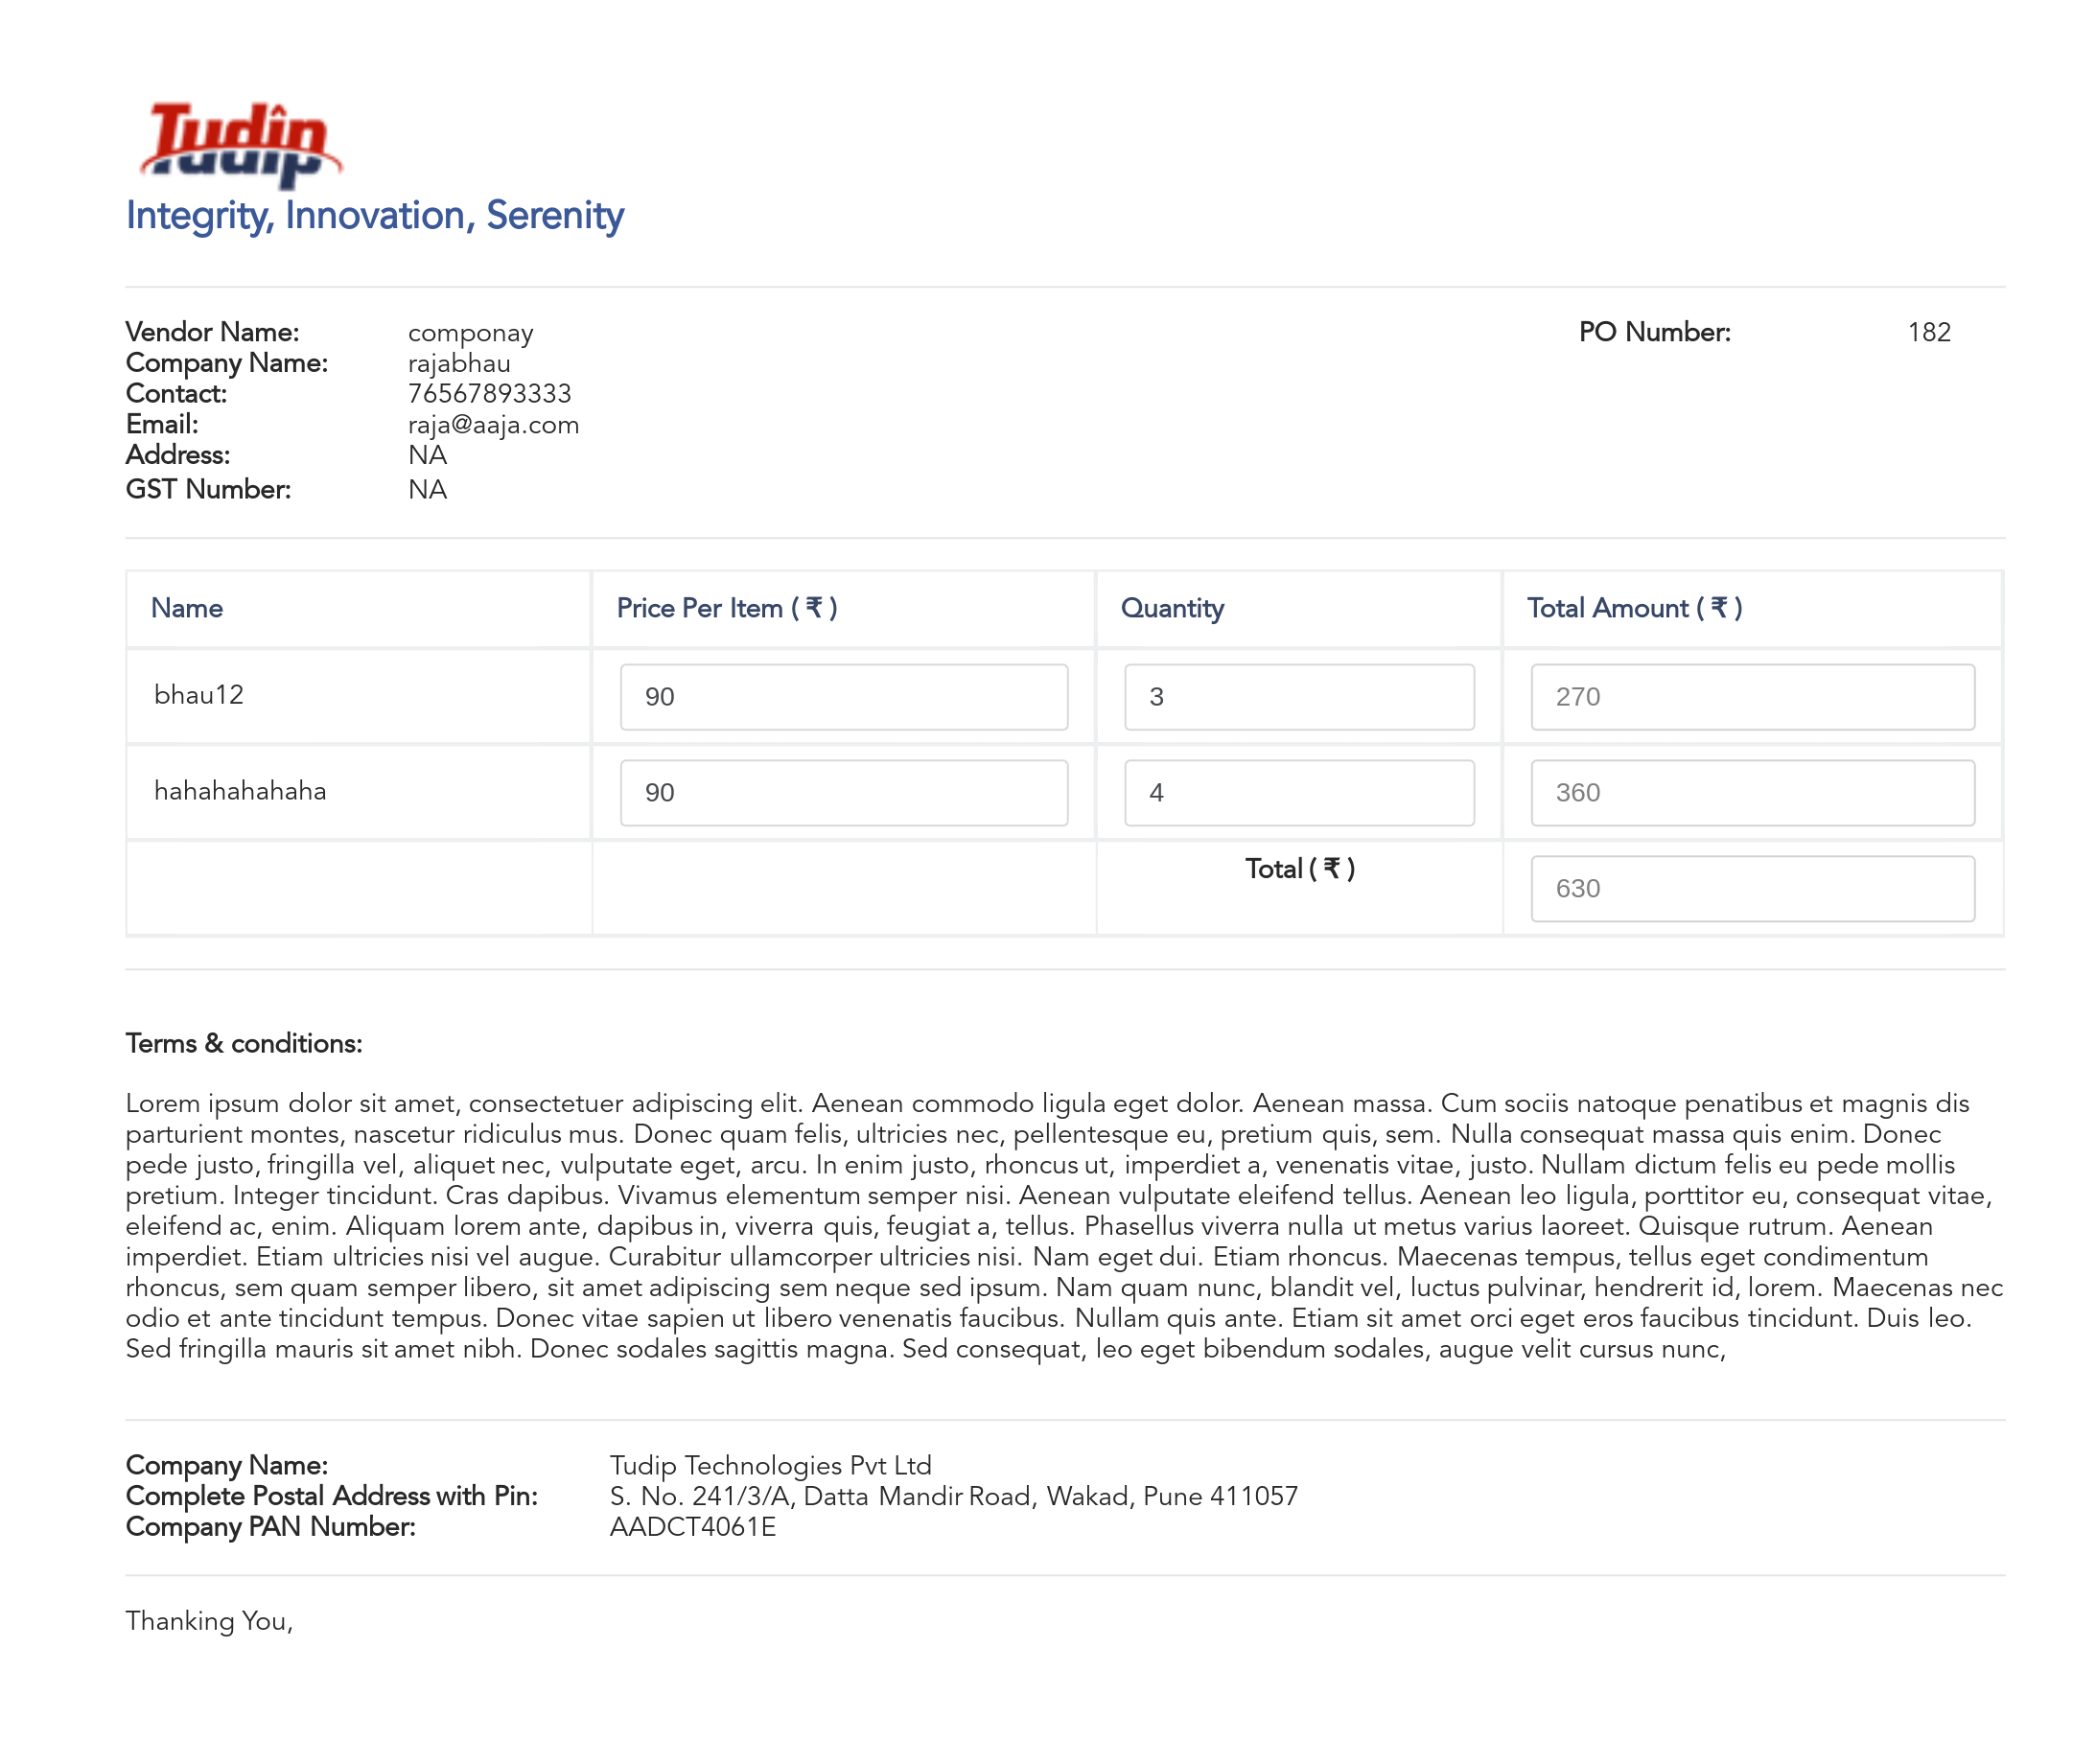 Tudip
Integrity, Innovation, Serenity
Vendor Name: componay PO Number: 182
Company Name: rajabhau
Contact: 76567893333
Email: raja@aaja.com
Address: NA
GST Number: NA
Name Price Per Item ( ₹ ) Quantity Total Amount ( ₹ )
bhau12 90 3 270
hahahahahaha 90 4 360
Total ( ₹ ) 630
Terms & conditions:
Lorem ipsum dolor sit amet, consectetuer adipiscing elit. Aenean commodo ligula eget dolor. Aenean massa. Cum sociis natoque penatibus et magnis dis
parturient montes, nascetur ridiculus mus. Donec quam felis, ultricies nec, pellentesque eu, pretium quis, sem. Nulla consequat massa quis enim. Donec
pede justo, fringilla vel, aliquet nec, vulputate eget, arcu. In enim justo, rhoncus ut, imperdiet a, venenatis vitae, justo. Nullam dictum felis eu pede mollis
pretium. Integer tincidunt. Cras dapibus. Vivamus elementum semper nisi. Aenean vulputate eleifend tellus. Aenean leo ligula, porttitor eu, consequat vitae,
eleifend ac, enim. Aliquam lorem ante, dapibus in, viverra quis, feugiat a, tellus. Phasellus viverra nulla ut metus varius laoreet. Quisque rutrum. Aenean
imperdiet. Etiam ultricies nisi vel augue. Curabitur ullamcorper ultricies nisi. Nam eget dui. Etiam rhoncus. Maecenas tempus, tellus eget condimentum
rhoncus, sem quam semper libero, sit amet adipiscing sem neque sed ipsum. Nam quam nunc, blandit vel, luctus pulvinar, hendrerit id, lorem. Maecenas nec
odio et ante tincidunt tempus. Donec vitae sapien ut libero venenatis faucibus. Nullam quis ante. Etiam sit amet orci eget eros faucibus tincidunt. Duis leo.
Sed fringilla mauris sit amet nibh. Donec sodales sagittis magna. Sed consequat, leo eget bibendum sodales, augue velit cursus nunc,
Company Name: Tudip Technologies Pvt Ltd
Complete Postal Address with Pin: S. No. 241/3/A, Datta Mandir Road, Wakad, Pune 411057
Company PAN Number: AADCT4061E
Thanking You,